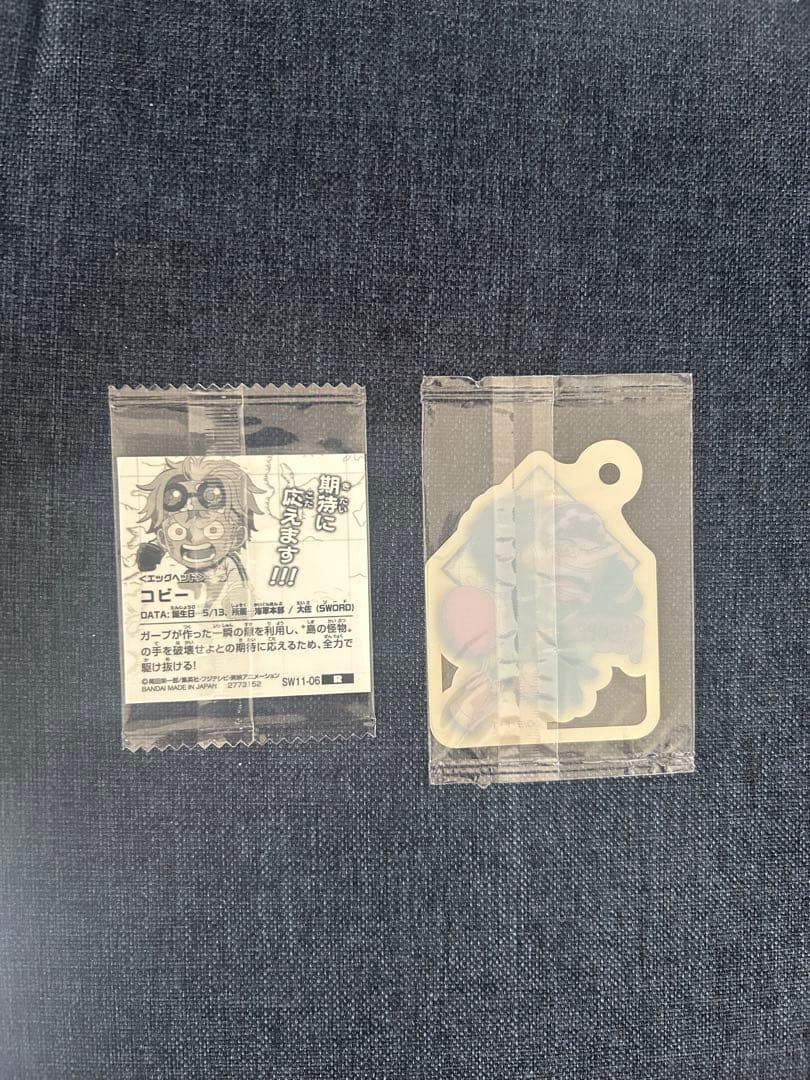 期待に
応えます!!!
<エッグヘッド>
コビー
DATA: 誕生日 5/13、所属 海軍本部 / 大佐 (SWORD)
ガープが作った一瞬の隙を利用し、"島の怪物"
の手を破壊せよとの期待に応えるため、全力で
駆け抜ける!
©尾田栄一郎/集英社・フジテレビ・東映アニメーション
BANDAI MADE IN JAPAN 2773152 SW11-06 R